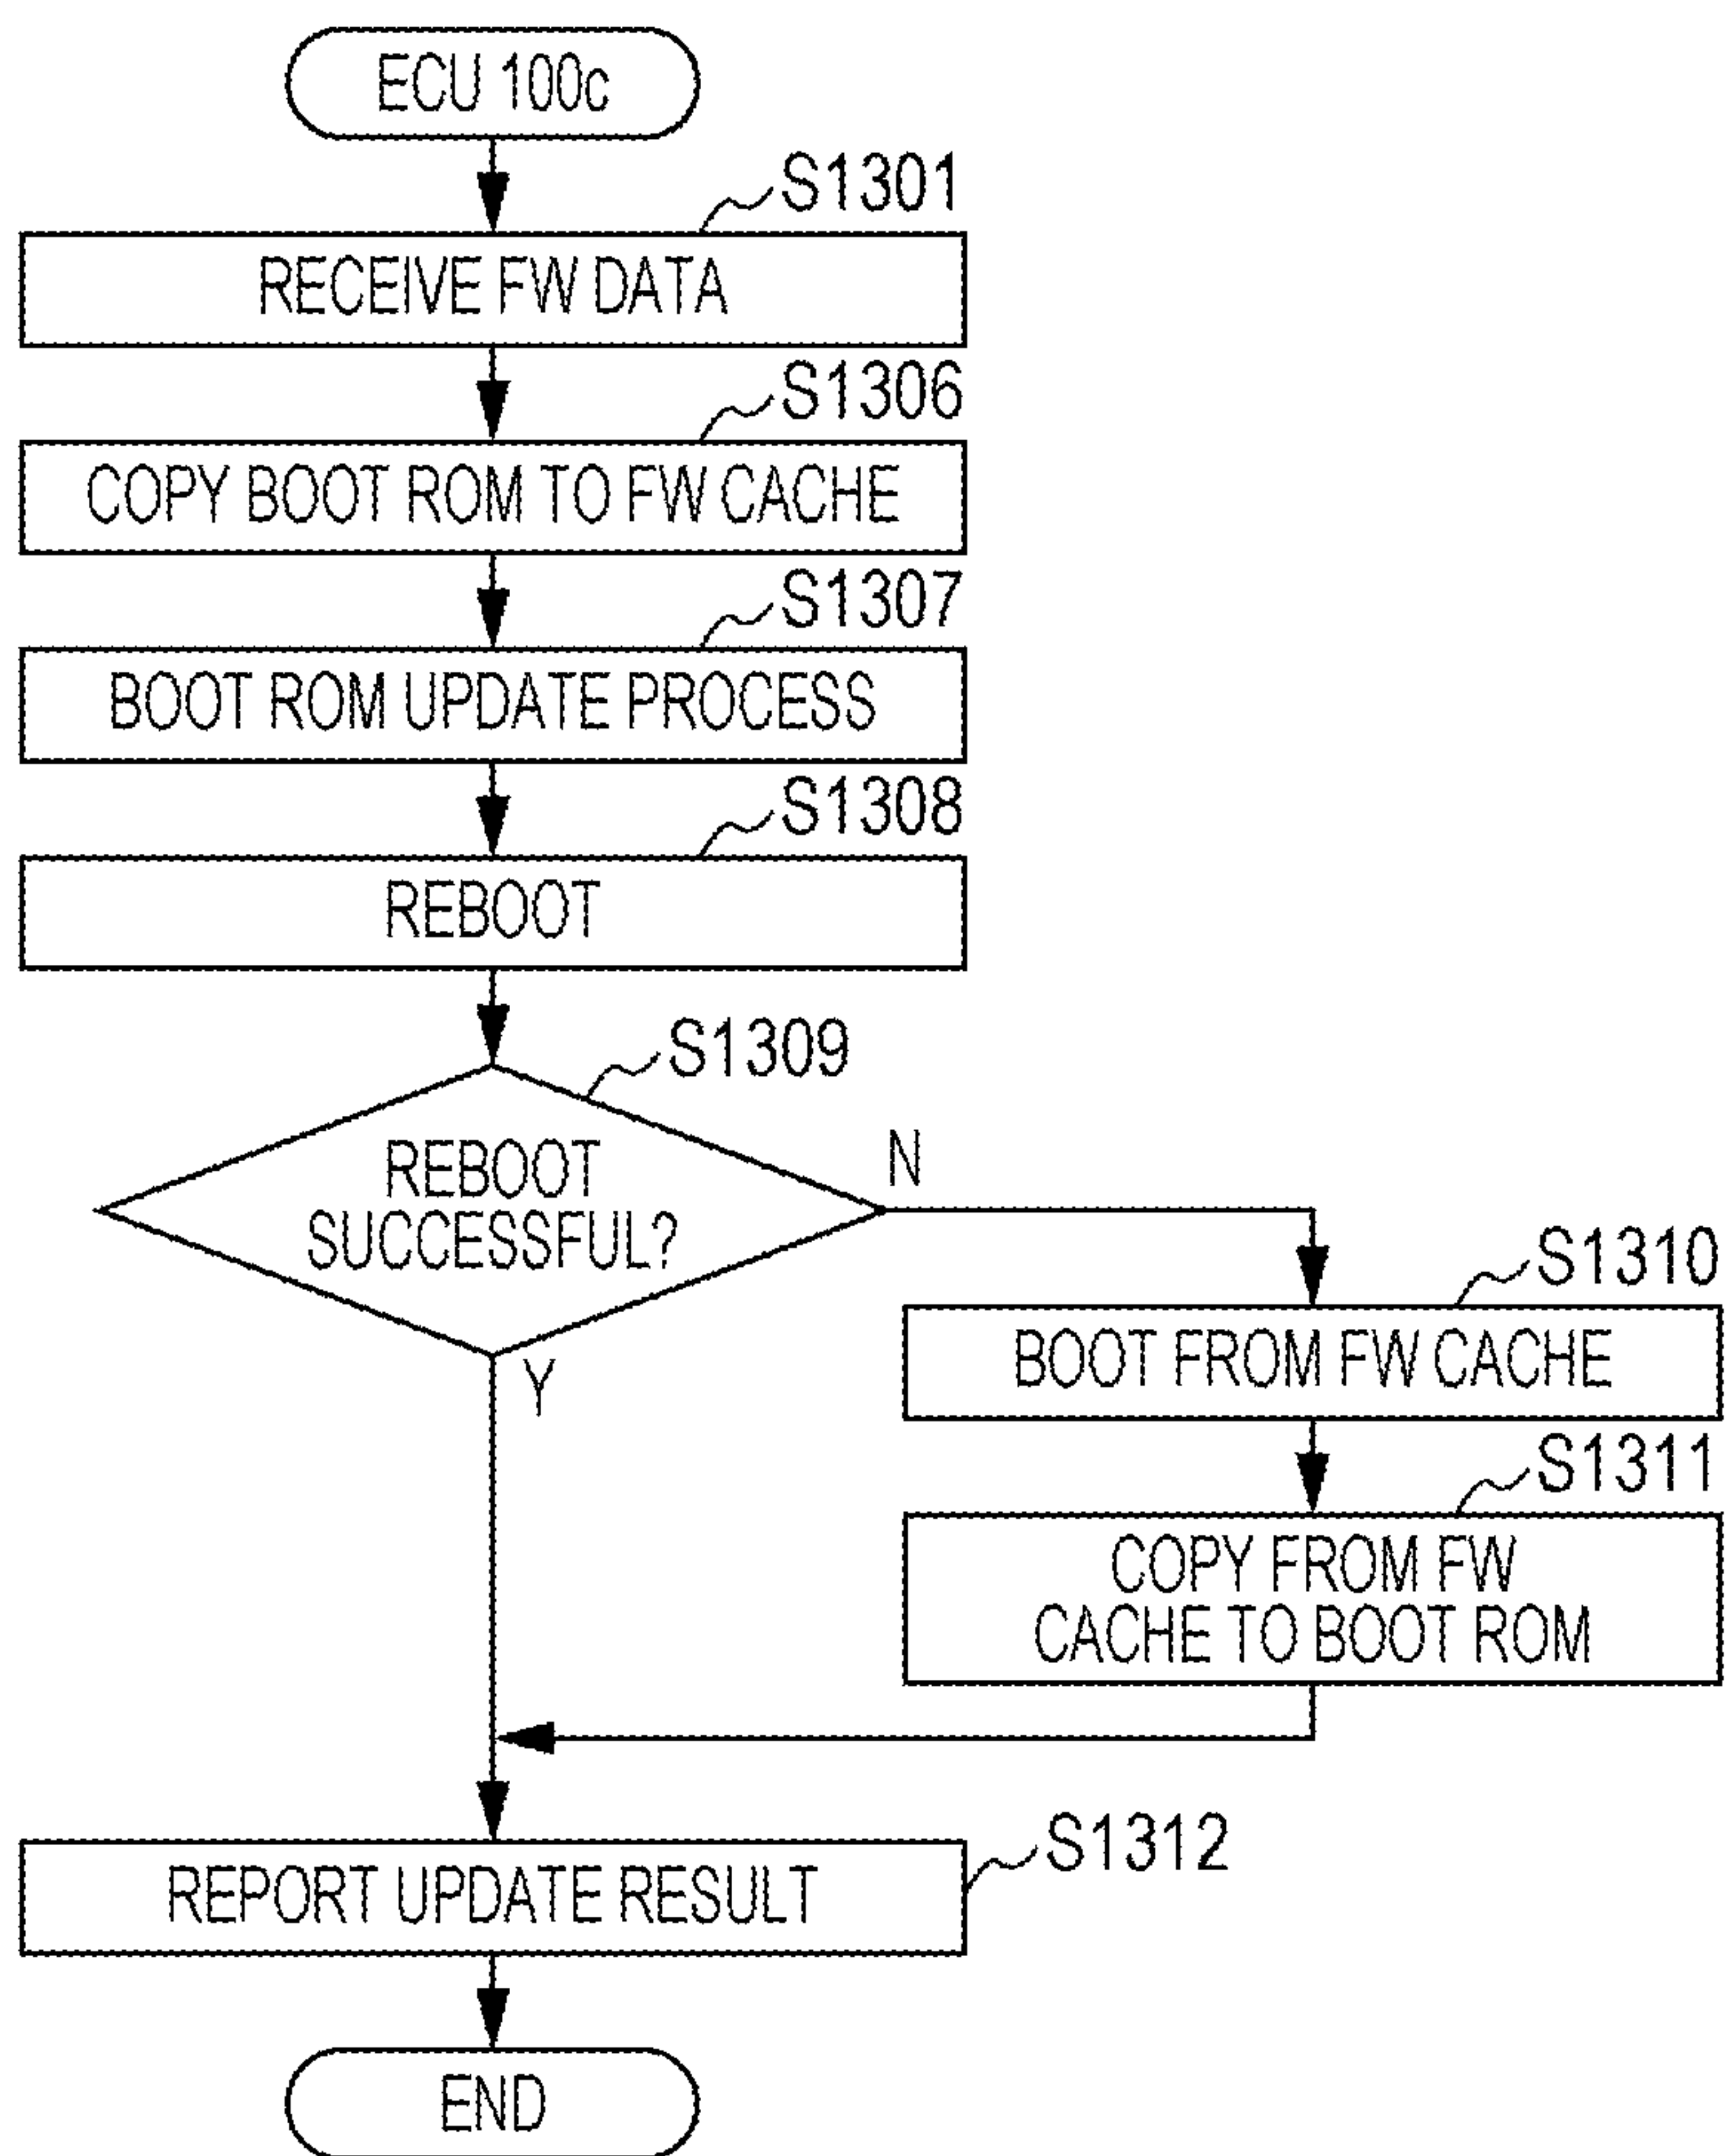 ECU 100c
S1301
RECEIVE FW DATA
S1306
COPY BOOT ROM TO FW CACHE
S1307
BOOT ROM UPDATE PROCESS
S1308
REBOOT
S1309
REBOOT
SUCCESSFUL?
N
Y
S1310
BOOT FROM FW CACHE
S1311
COPY FROM FW
CACHE TO BOOT ROM
S1312
REPORT UPDATE RESULT
END